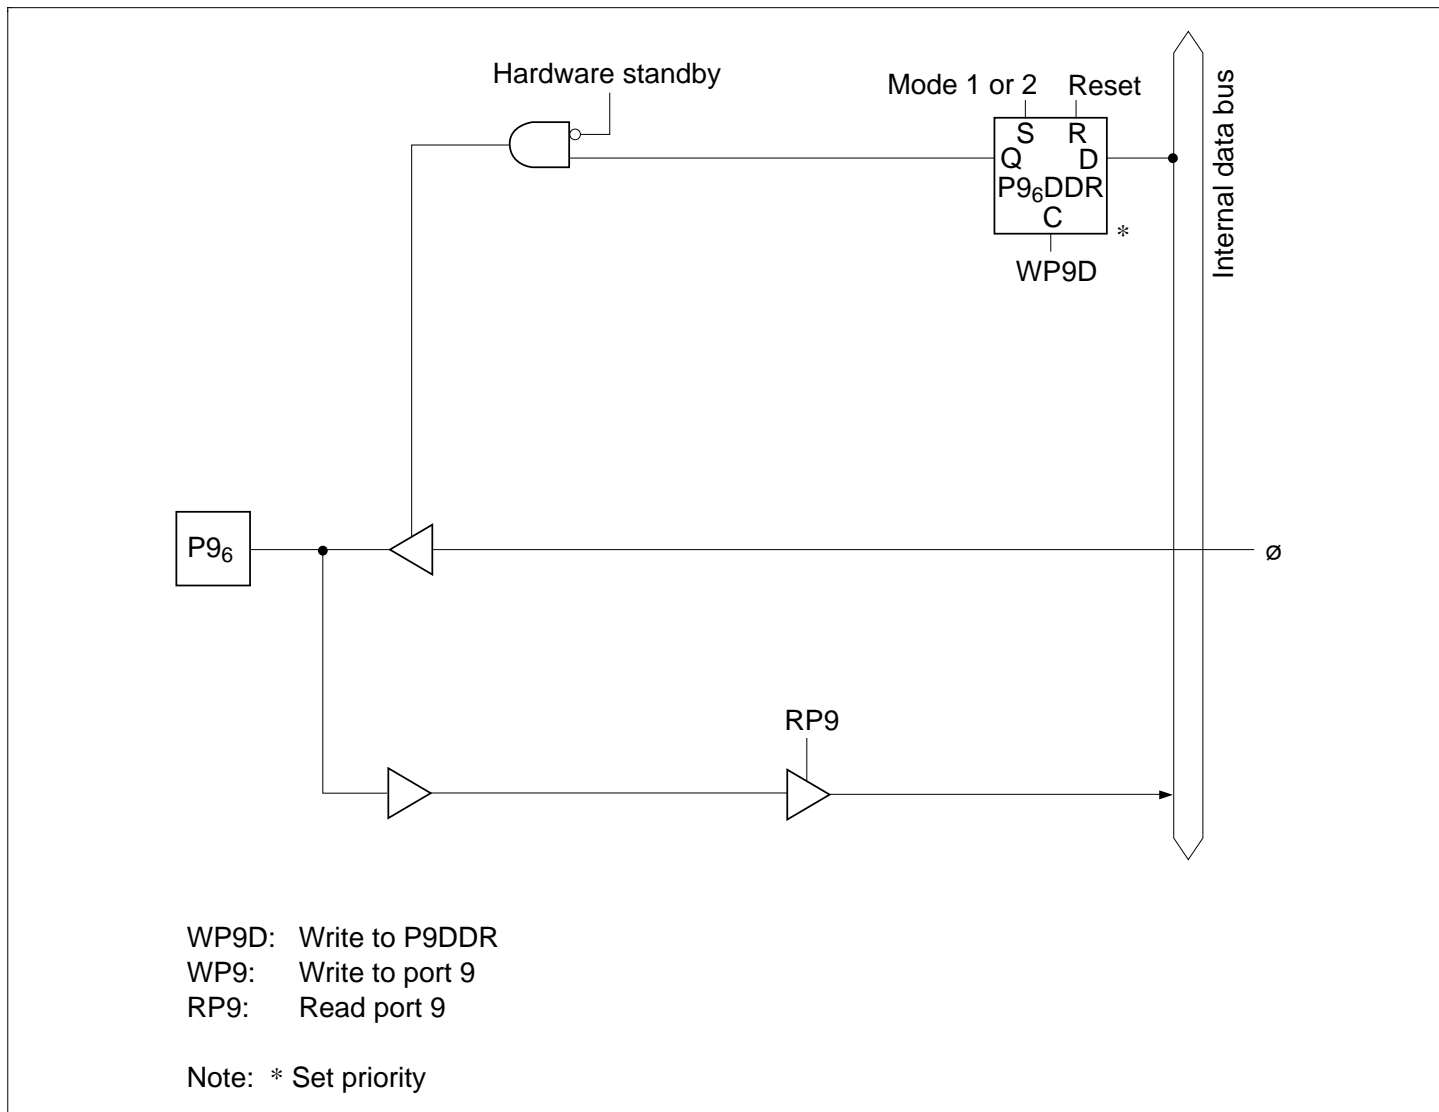 Hardware standby
Mode 1 or 2 Reset
S R
Q D
P9₆DDR
C
*
WP9D
Internal data bus
P9₆
ø
RP9
WP9D: Write to P9DDR
WP9: Write to port 9
RP9: Read port 9
Note: * Set priority